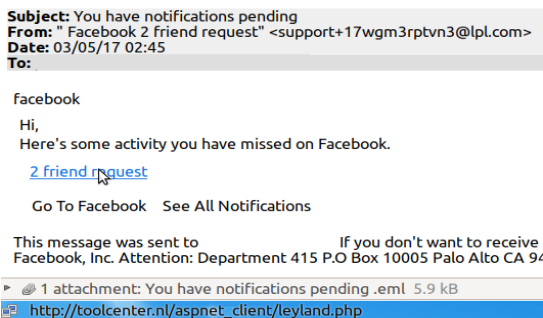 Subject: You have notifications pending
From: " Facebook 2 friend request" <support+17wgm3rptvn3@lpl.com>
Date: 03/05/17 02:45
To:
facebook
Hi,
Here's some activity you have missed on Facebook.
2 friend request
Go To Facebook See All Notifications
This message was sent to If you don't want to receive
Facebook, Inc. Attention: Department 415 P.O Box 10005 Palo Alto CA 94
1 attachment: You have notifications pending .eml 5.9 kB
http://toolcenter.nl/aspnet_client/leyland.php